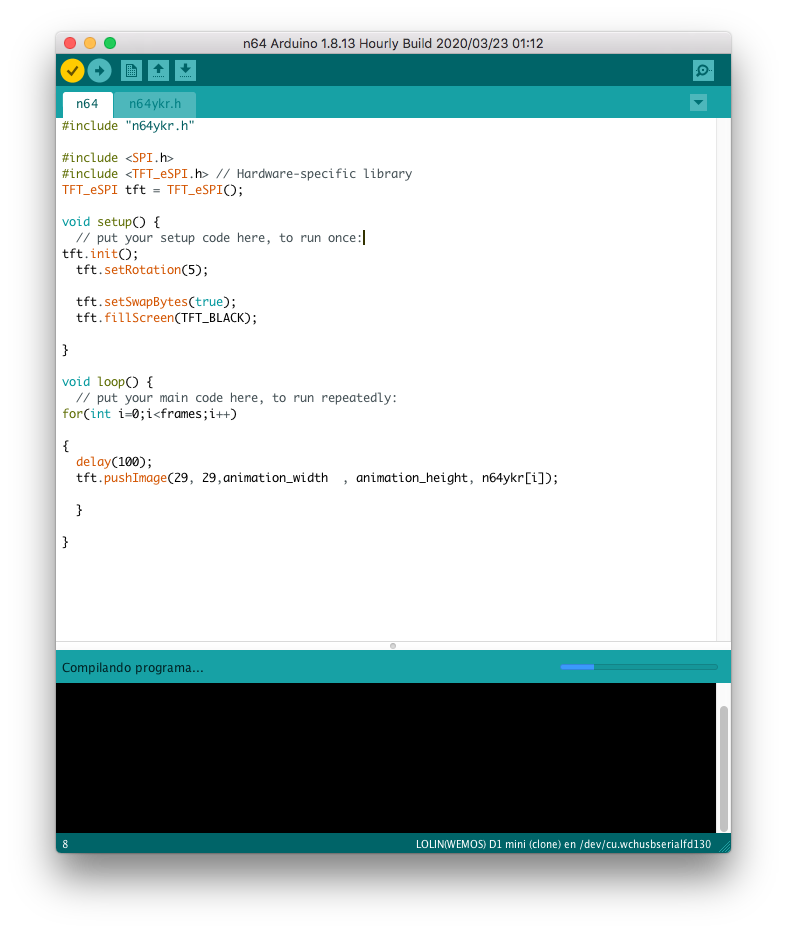 n64 Arduino 1.8.13 Hourly Build 2020/03/23 01:12
n64 n64ykr.h
#include "n64ykr.h"
#include <SPI.h>
#include <TFT_eSPI.h> // Hardware-specific library
TFT_eSPI tft = TFT_eSPI();
void setup() {
  // put your setup code here, to run once:
tft.init();
  tft.setRotation(5);
  tft.setSwapBytes(true);
  tft.fillScreen(TFT_BLACK);
}
void loop() {
  // put your main code here, to run repeatedly:
for(int i=0;i<frames;i++)
{
  delay(100);
  tft.pushImage(29, 29,animation_width  , animation_height, n64ykr[i]);
  }
}
Compilando programa...
8 LOLIN(WEMOS) D1 mini (clone) en /dev/cu.wchusbserialfd130